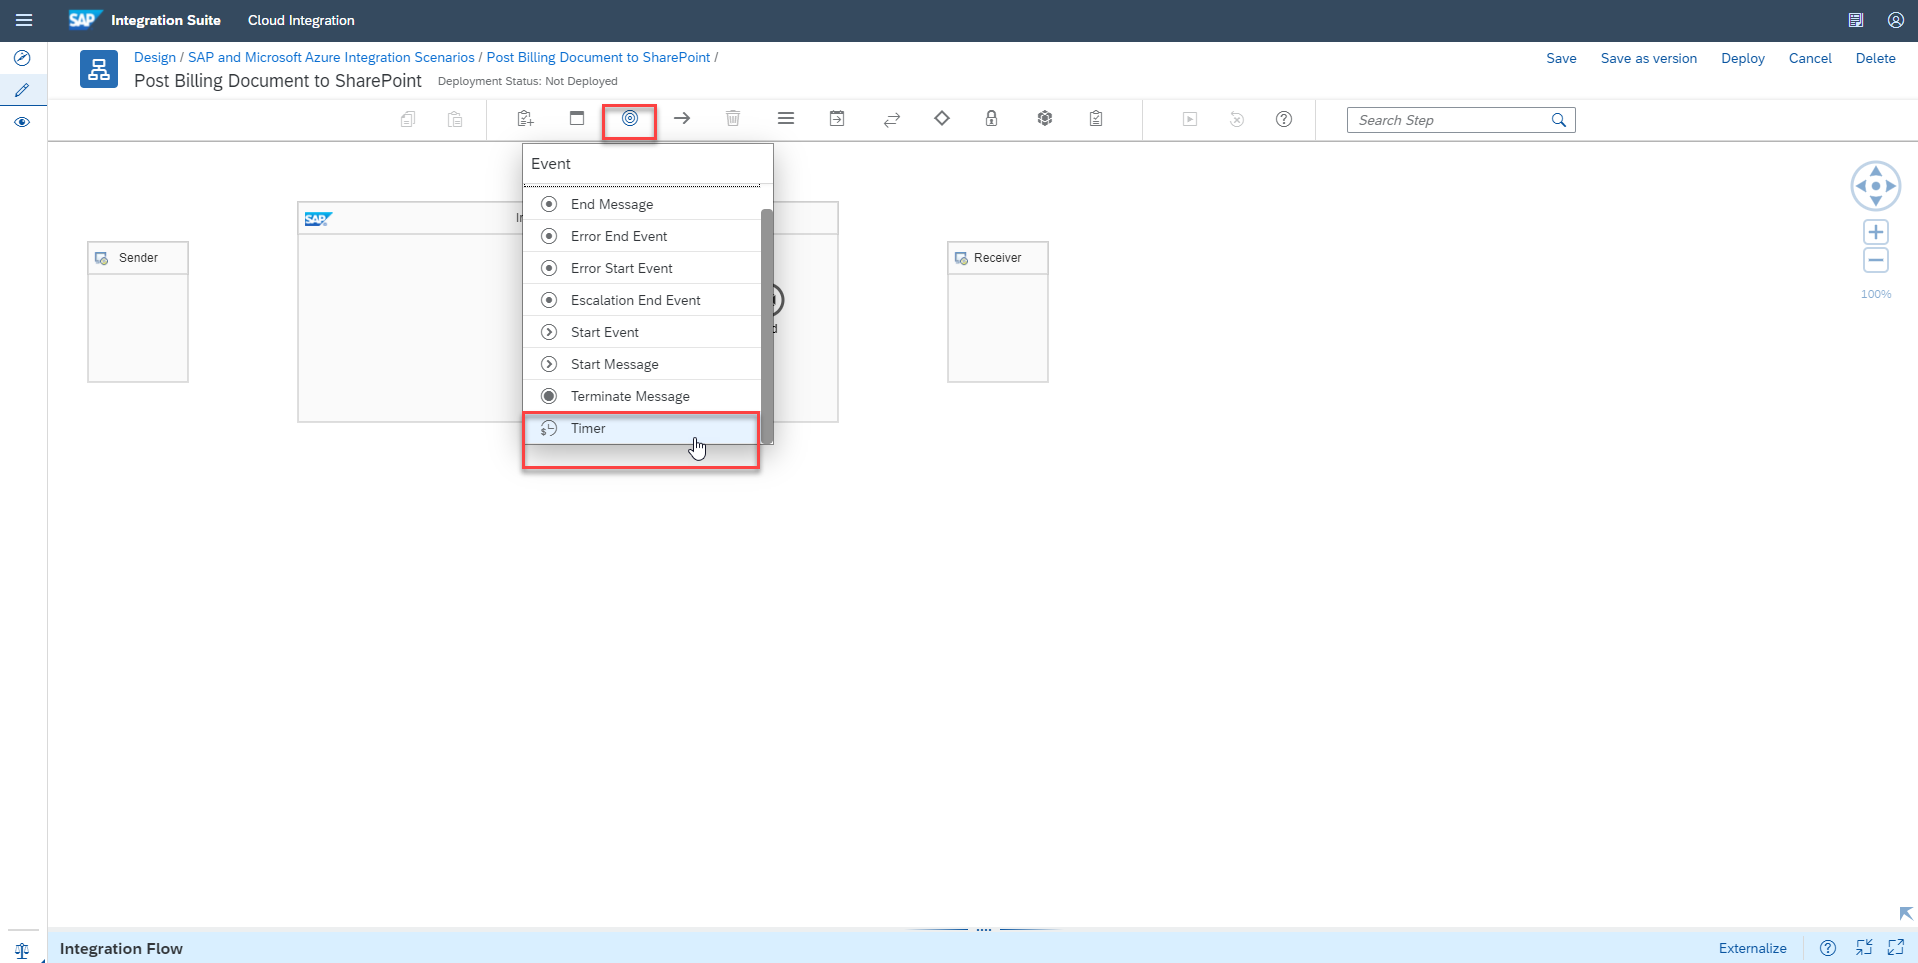 SAP Integration Suite Cloud Integration
Design / SAP and Microsoft Azure Integration Scenarios / Post Billing Document to SharePoint /
Post Billing Document to SharePoint Deployment Status: Not Deployed
Save Save as version Deploy Cancel Delete
Search Step
Event
End Message
Error End Event
Error Start Event
Escalation End Event
Start Event
Start Message
Terminate Message
Timer
SAP
Sender
Receiver
100%
Integration Flow
Externalize